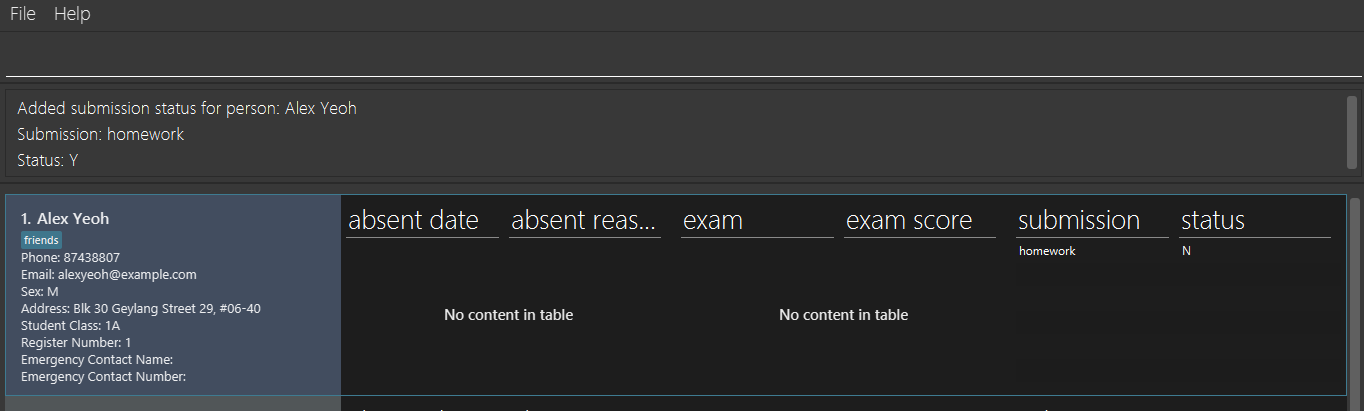 File Help
Added submission status for person: Alex Yeoh
Submission: homework
Status: Y
1. Alex Yeoh
friends
Phone: 87438807
Email: alexyeoh@example.com
Sex: M
Address: Blk 30 Geylang Street 29, #06-40
Student Class: 1A
Register Number: 1
Emergency Contact Name:
Emergency Contact Number:
absent date absent reas... exam exam score submission status
homework N
No content in table No content in table